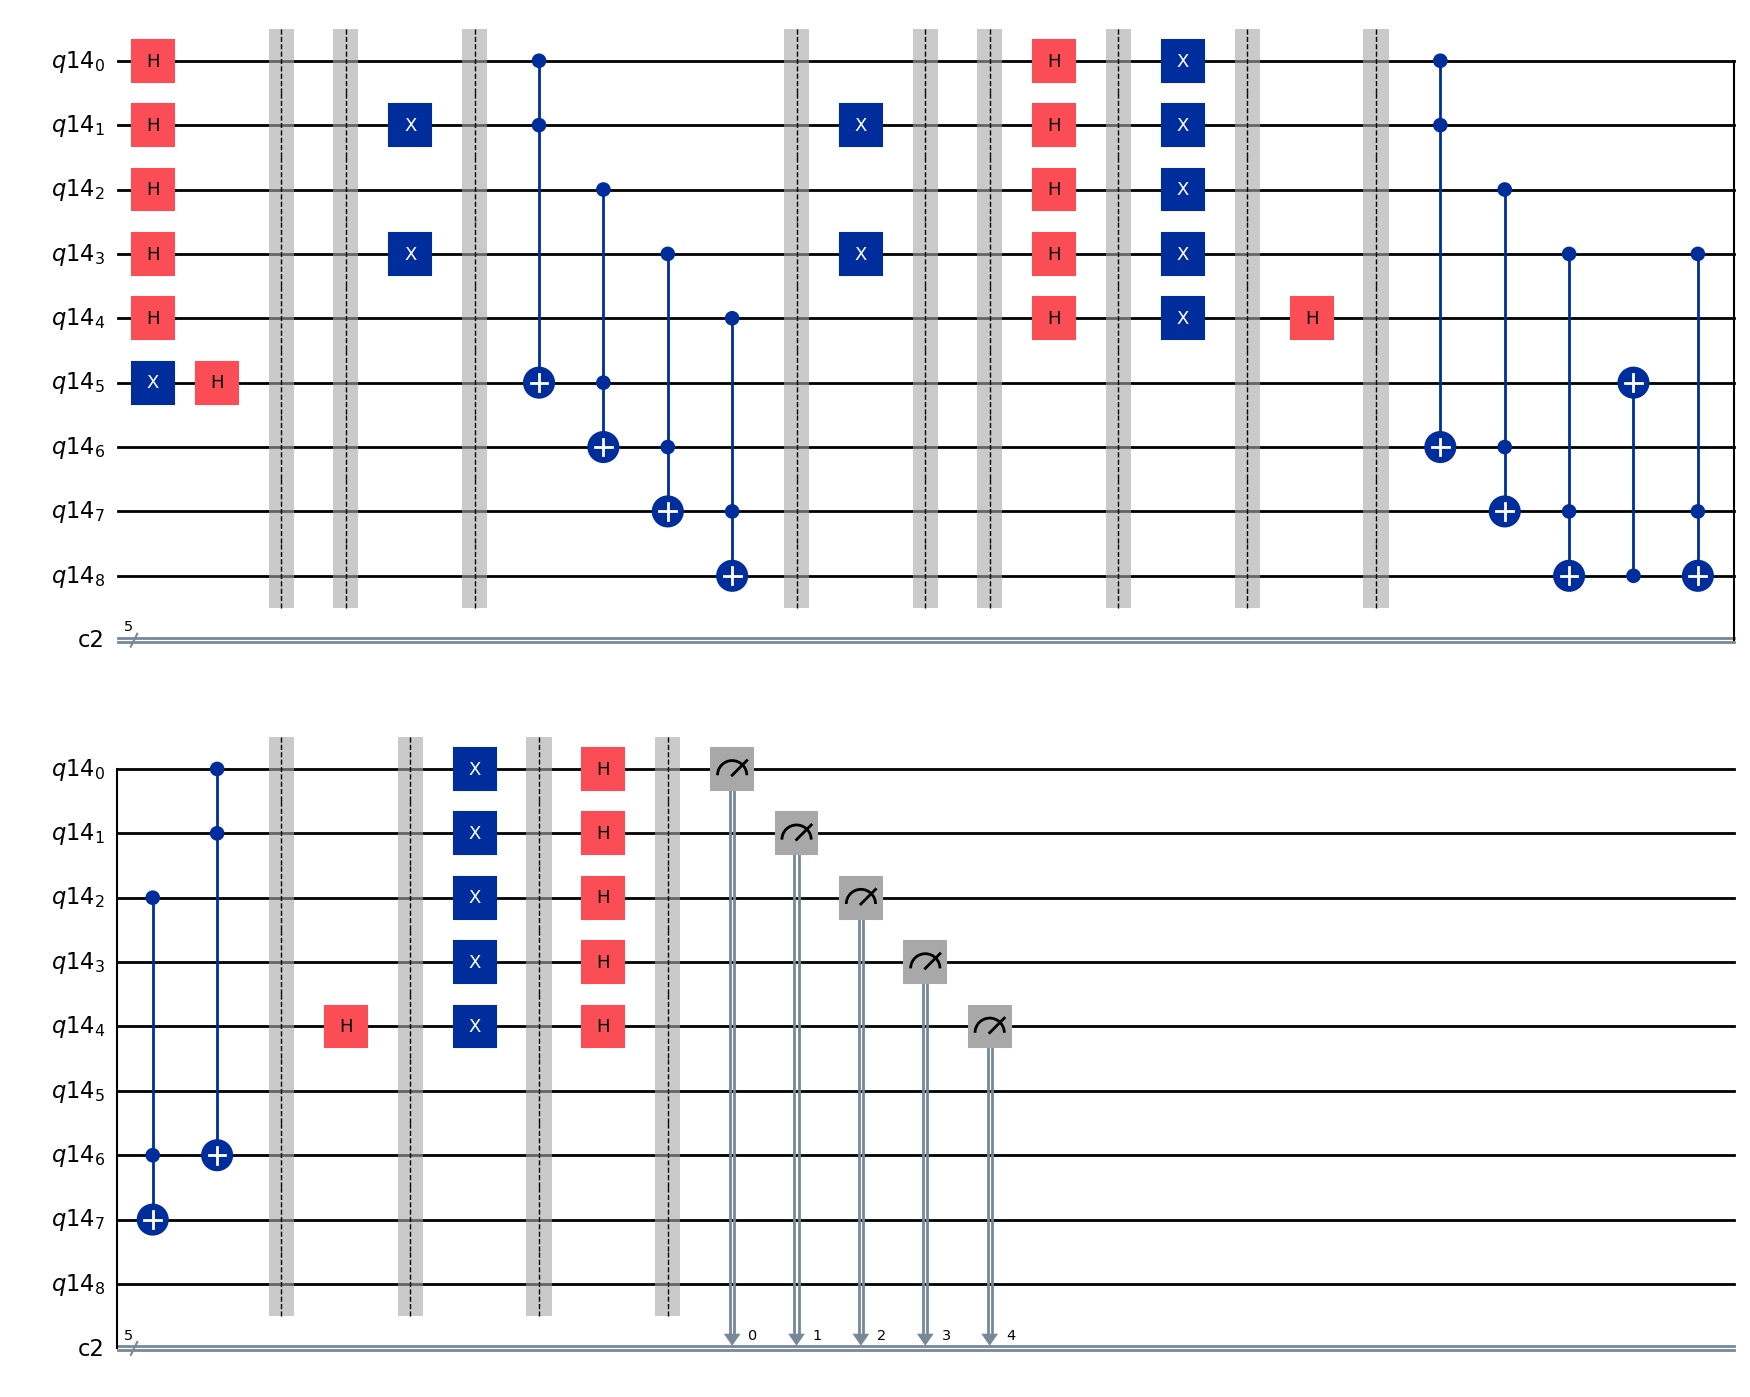 q14₀ H H X
q14₁ H X X H X
q14₂ H H X
q14₃ H X X H X
q14₄ H H X H
q14₅ X H
q14₆
q14₇
q14₈
5
c2
q14₀ X H
q14₁ X H
q14₂ X H
q14₃ X H
q14₄ H X H
q14₅
q14₆
q14₇
q14₈
5 0 1 2 3 4
c2